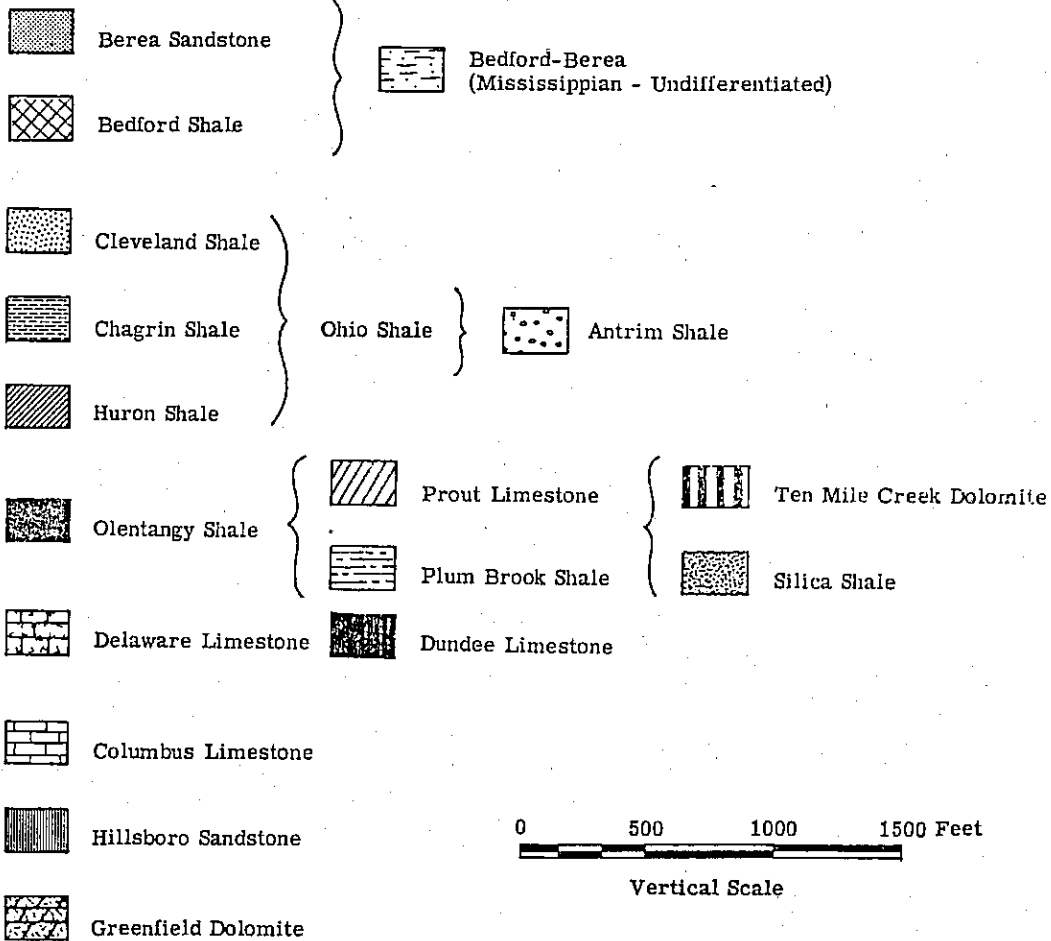 Berea Sandstone
Bedford-Berea
(Mississippian - Undifferentiated)
Bedford Shale
Cleveland Shale
Chagrin Shale
Ohio Shale
Antrim Shale
Huron Shale
Prout Limestone
Ten Mile Creek Dolomite
Olentangy Shale
Plum Brook Shale
Silica Shale
Delaware Limestone
Dundee Limestone
Columbus Limestone
Hillsboro Sandstone
0 500 1000 1500 Feet
Vertical Scale
Greenfield Dolomite